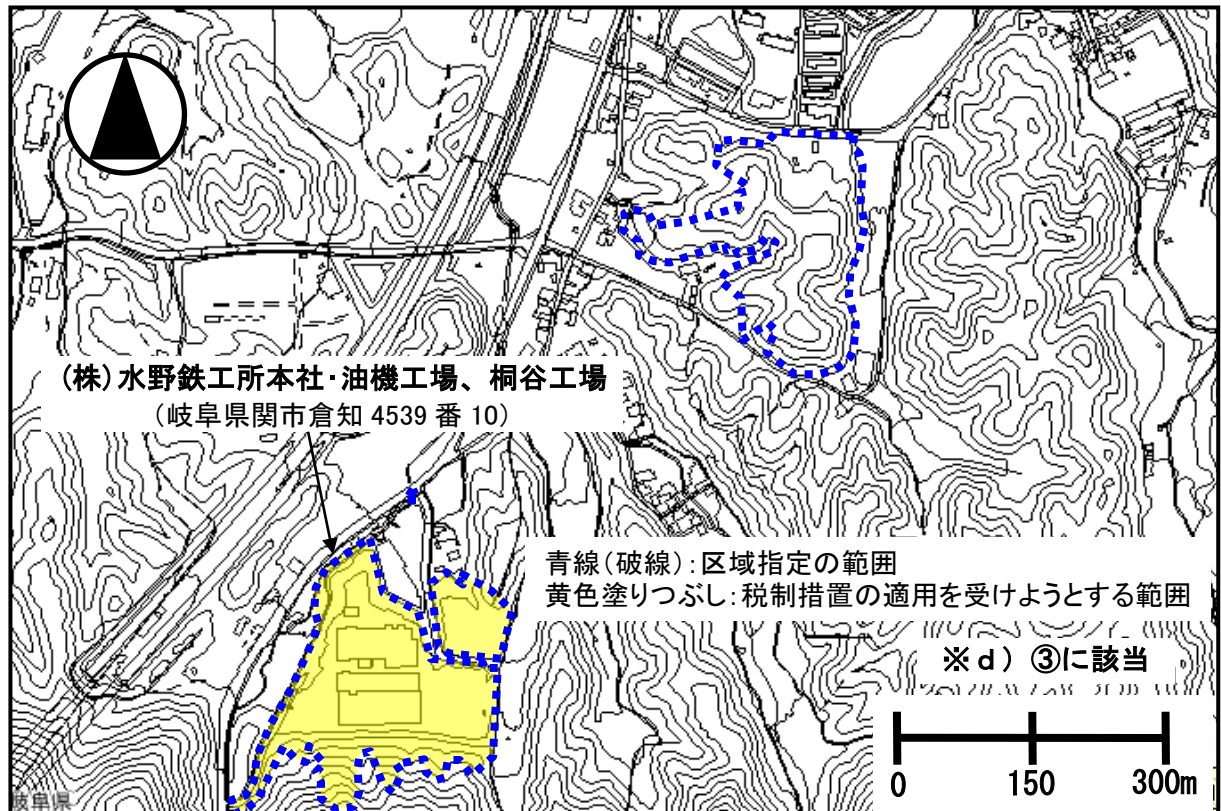 (株)水野鉄工所本社・油機工場、桐谷工場
(岐阜県関市倉知 4539 番 10)
青線(破線):区域指定の範囲
黄色塗りつぶし:税制措置の適用を受けようとする範囲
※d) ③に該当
0 150 300m
岐阜県